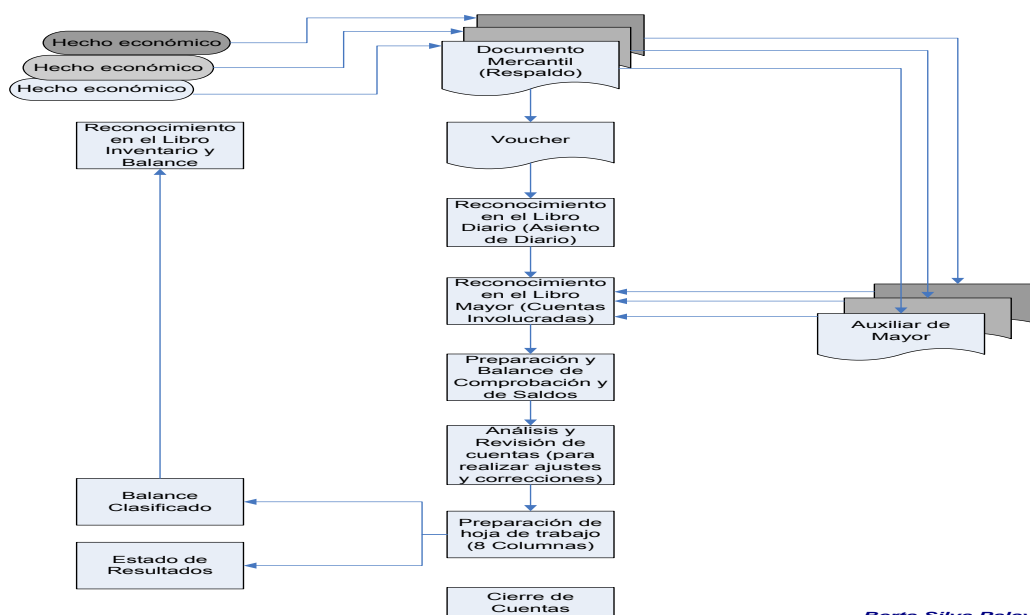 Hecho económico
Hecho económico
Hecho económico
Documento
Mercantil
(Respaldo)
Reconocimiento
en el Libro
Inventario y
Balance
Voucher
Reconocimiento
en el Libro
Diario (Asiento
de Diario)
Reconocimiento
en el Libro
Mayor (Cuentas
Involucradas)
Auxiliar de
Mayor
Preparación y
Balance de
Comprobación y
de Saldos
Análisis y
Revisión de
cuentas (para
realizar ajustes
y correcciones)
Balance
Clasificado
Preparación de
hoja de trabajo
(8 Columnas)
Estado de
Resultados
Cierre de
Cuentas
Silva